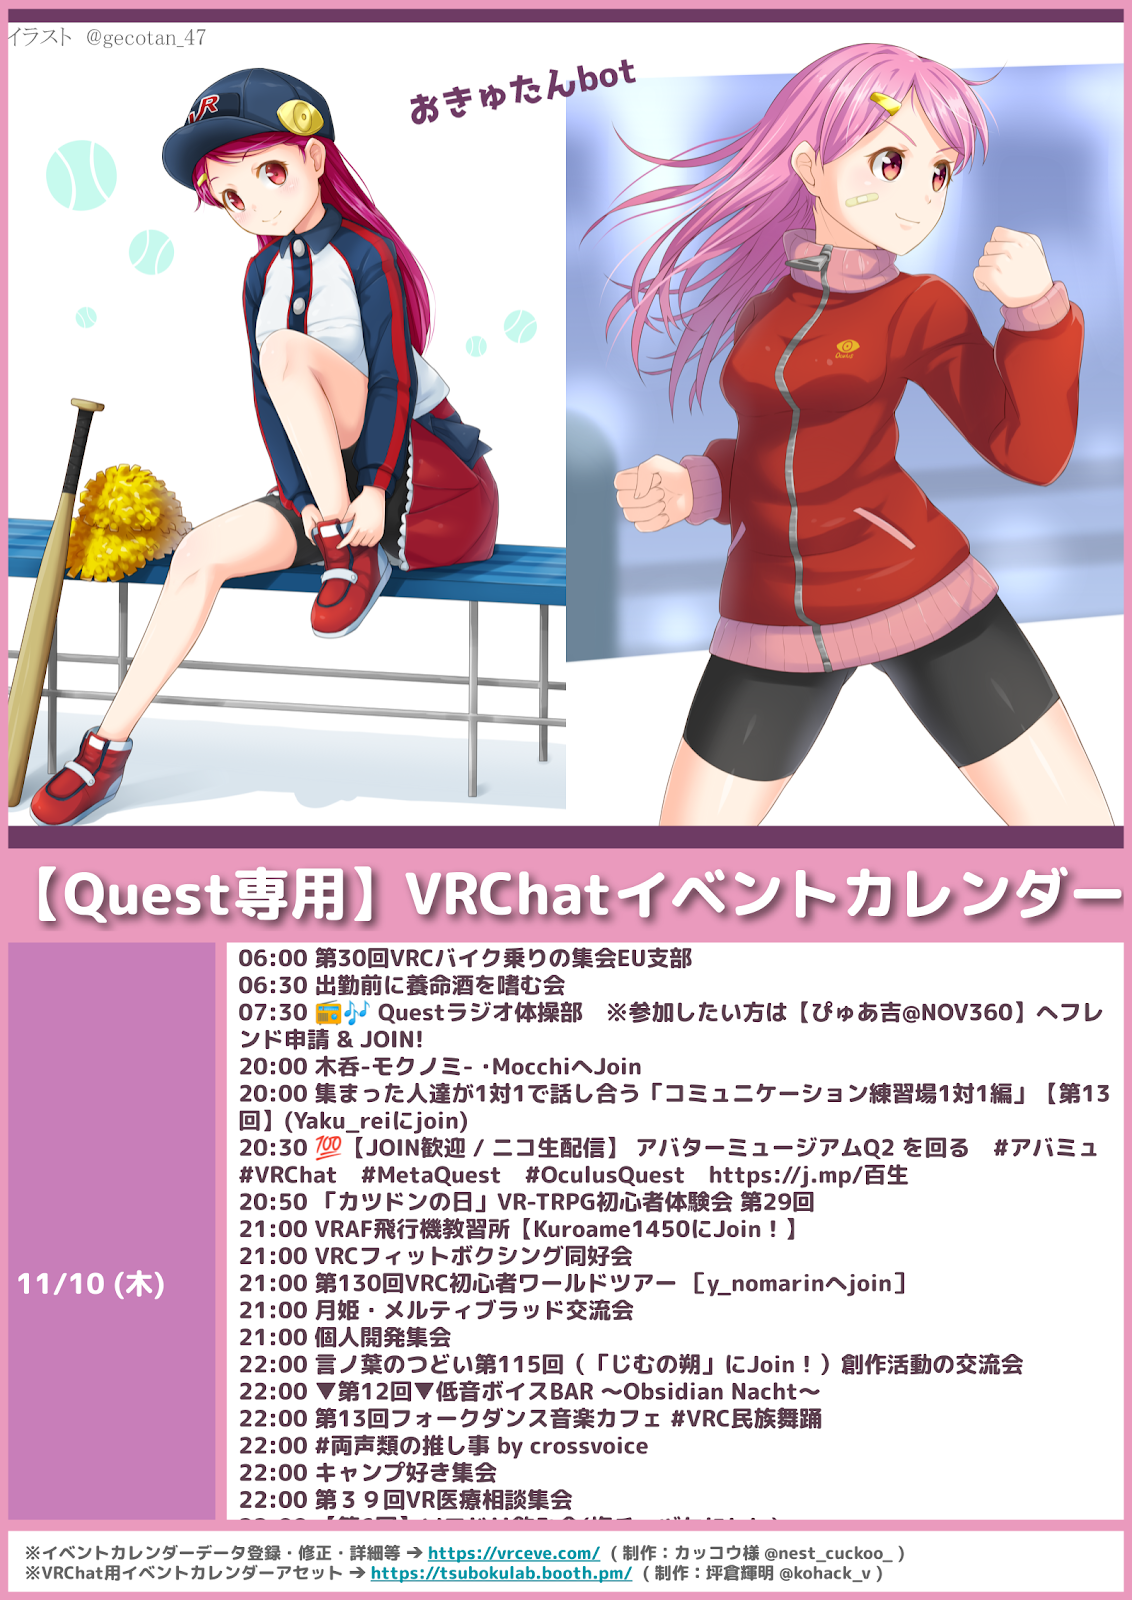 イラスト @gecotan_47
おきゅたんbot
VR
Quest
【Quest専用】VRChatイベントカレンダー
11/10 (木)
06:00 第30回VRCバイク乗りの集会EU支部
06:30 出勤前に養命酒を嗜む会
07:30 📻🎶 Questラジオ体操部　※参加したい方は【ぴゅあ吉@NOV360】へフレ
ンド申請 & JOIN!
20:00 木呑-モクノミ- ･MocchiへJoin
20:00 集まった人達が1対1で話し合う「コミュニケーション練習場1対1編」【第13
回】(Yaku_reiにjoin)
20:30 💯【JOIN歓迎 / ニコ生配信】 アバターミュージアムQ2 を回る　#アバミュ
#VRChat　#MetaQuest　#OculusQuest　https://j.mp/百生
20:50 「カツドンの日」VR-TRPG初心者体験会 第29回
21:00 VRAF飛行機教習所【Kuroame1450にJoin！】
21:00 VRCフィットボクシング同好会
21:00 第130回VRC初心者ワールドツアー［y_nomarinへjoin］
21:00 月姫・メルティブラッド交流会
21:00 個人開発集会
22:00 言ノ葉のつどい第115回（「じむの朔」にJoin！）創作活動の交流会
22:00 ▼第12回▼低音ボイスBAR ～Obsidian Nacht～
22:00 第13回フォークダンス音楽カフェ #VRC民族舞踊
22:00 #両声類の推し事 by crossvoice
22:00 キャンプ好き集会
22:00 第３９回VR医療相談集会
※イベントカレンダーデータ登録・修正・詳細等 ➔ https://vrceve.com/ （ 制作：カッコウ様 @nest_cuckoo_ ）
※VRChat用イベントカレンダーアセット ➔ https://tsubokulab.booth.pm/ （ 制作：坪倉輝明 @kohack_v ）